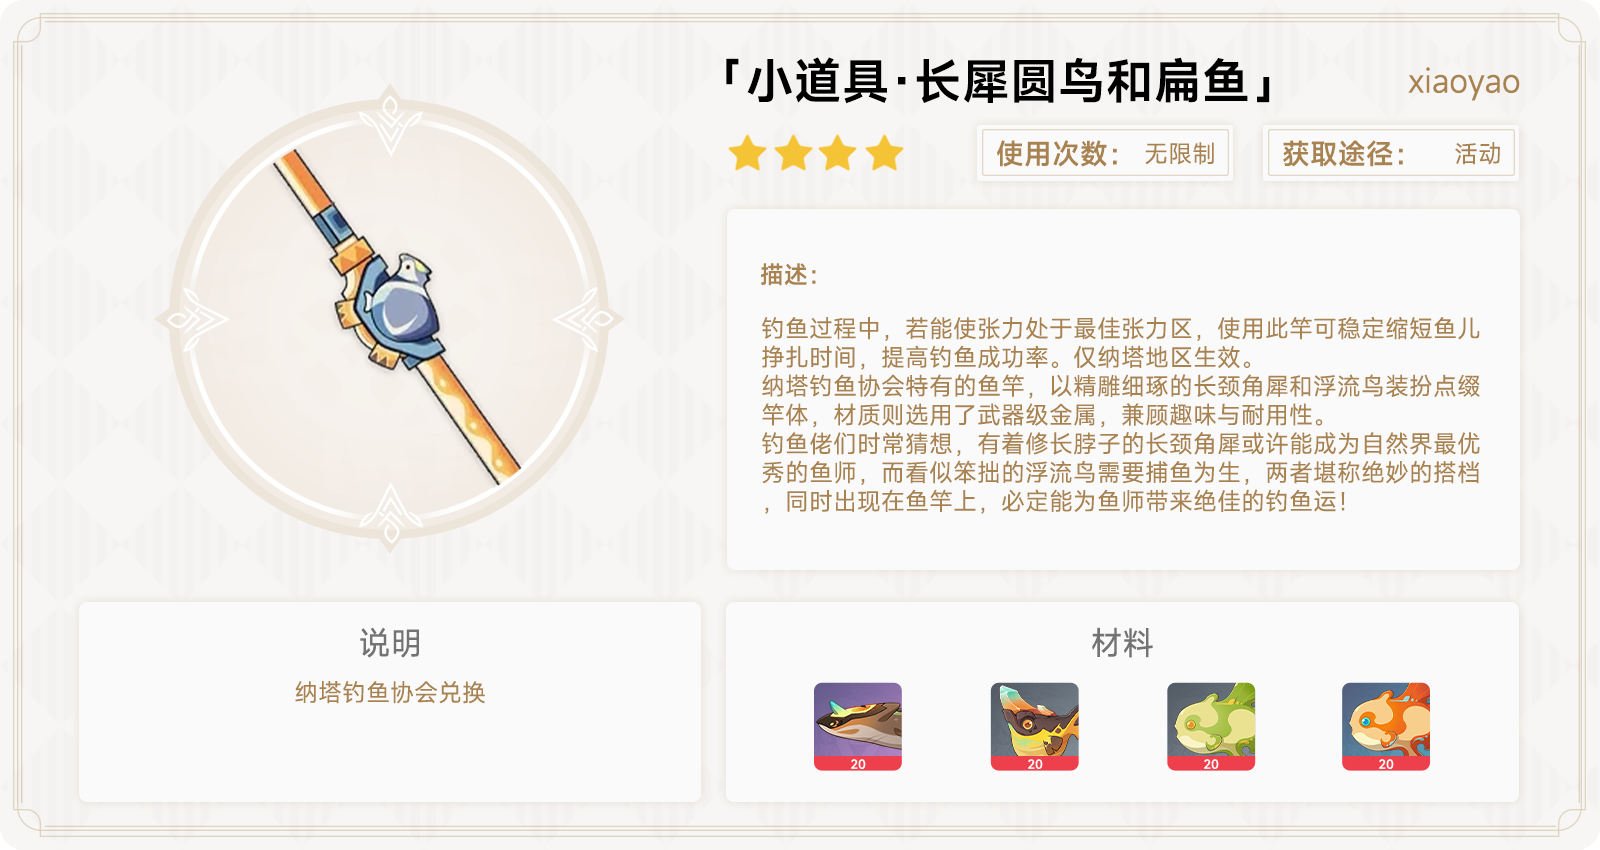 「小道具·长犀圆鸟和扁鱼」
xiaoyao
使用次数： 无限制
获取途径： 活动
描述：
钓鱼过程中，若能使张力处于最佳张力区，使用此竿可稳定缩短鱼儿
挣扎时间，提高钓鱼成功率。仅纳塔地区生效。
纳塔钓鱼协会特有的鱼竿，以精雕细琢的长颈角犀和浮流鸟装扮点缀
竿体，材质则选用了武器级金属，兼顾趣味与耐用性。
钓鱼佬们时常猜想，有着修长脖子的长颈角犀或许能成为自然界最优
秀的鱼师，而看似笨拙的浮流鸟需要捕鱼为生，两者堪称绝妙的搭档
，同时出现在鱼竿上，必定能为鱼师带来绝佳的钓鱼运！
说明
纳塔钓鱼协会兑换
材料
20
20
20
20